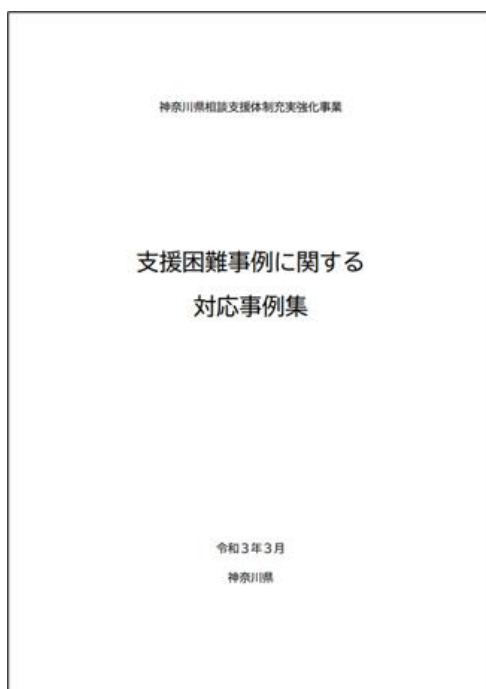 神奈川県相談支援体制充実強化事業
支援困難事例に関する
対応事例集
令和３年３月
神奈川県